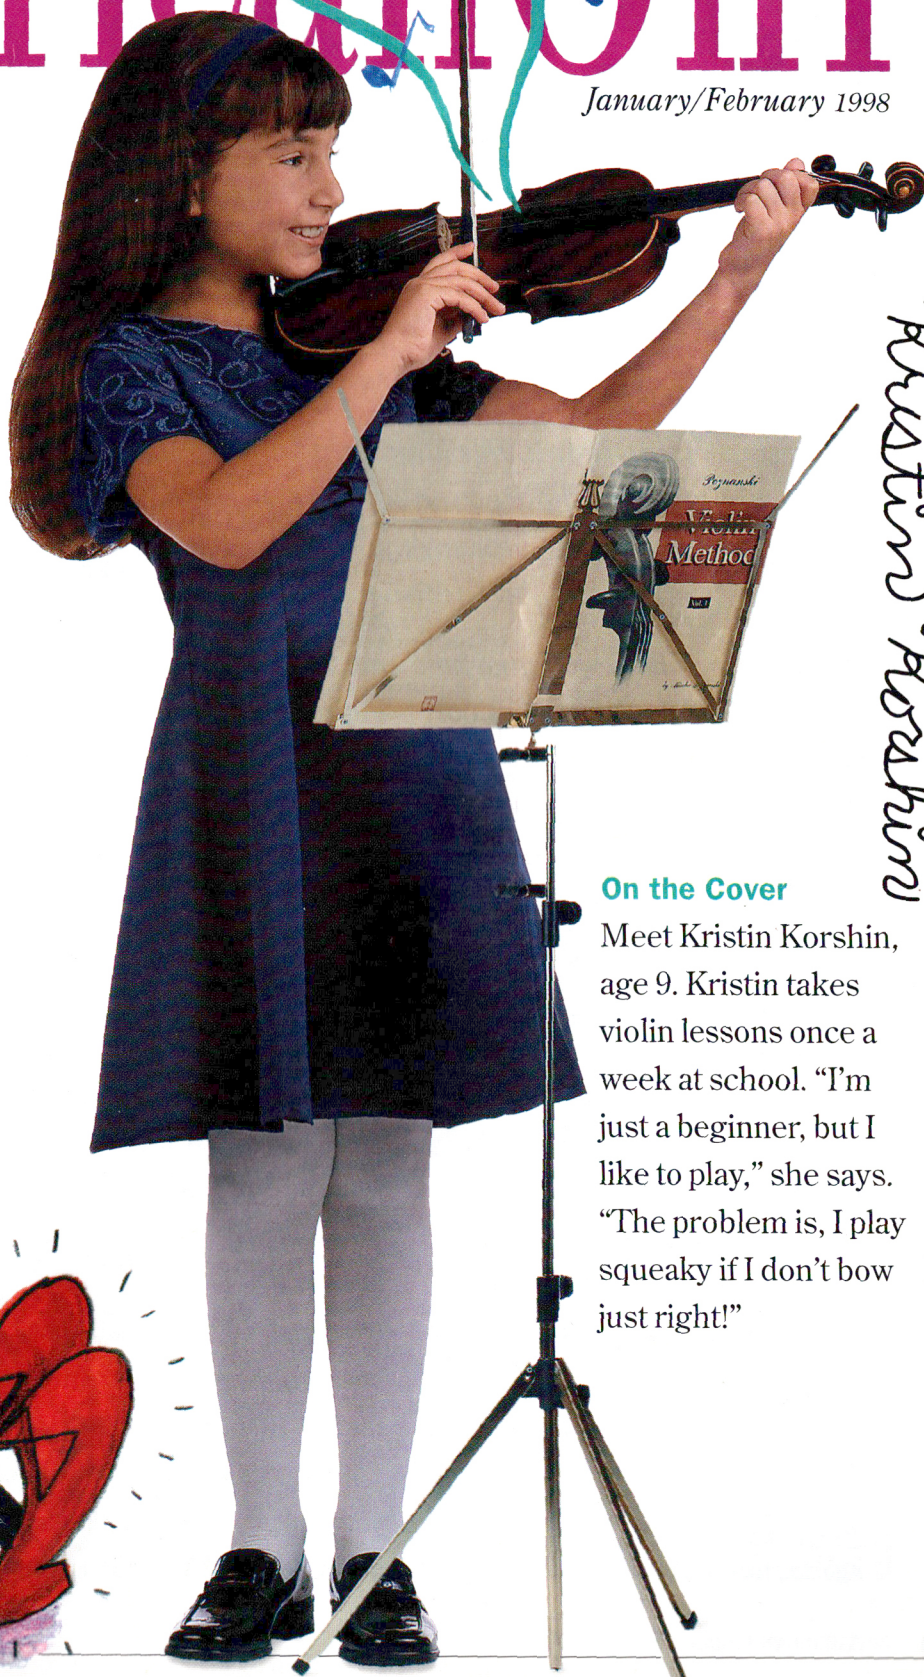 January/February 1998
Kristin Korshin
Poznanski
Violin
Method
Vol. 1
On the Cover
Meet Kristin Korshin,
age 9. Kristin takes
violin lessons once a
week at school. “I’m
just a beginner, but I
like to play,” she says.
“The problem is, I play
squeaky if I don’t bow
just right!”